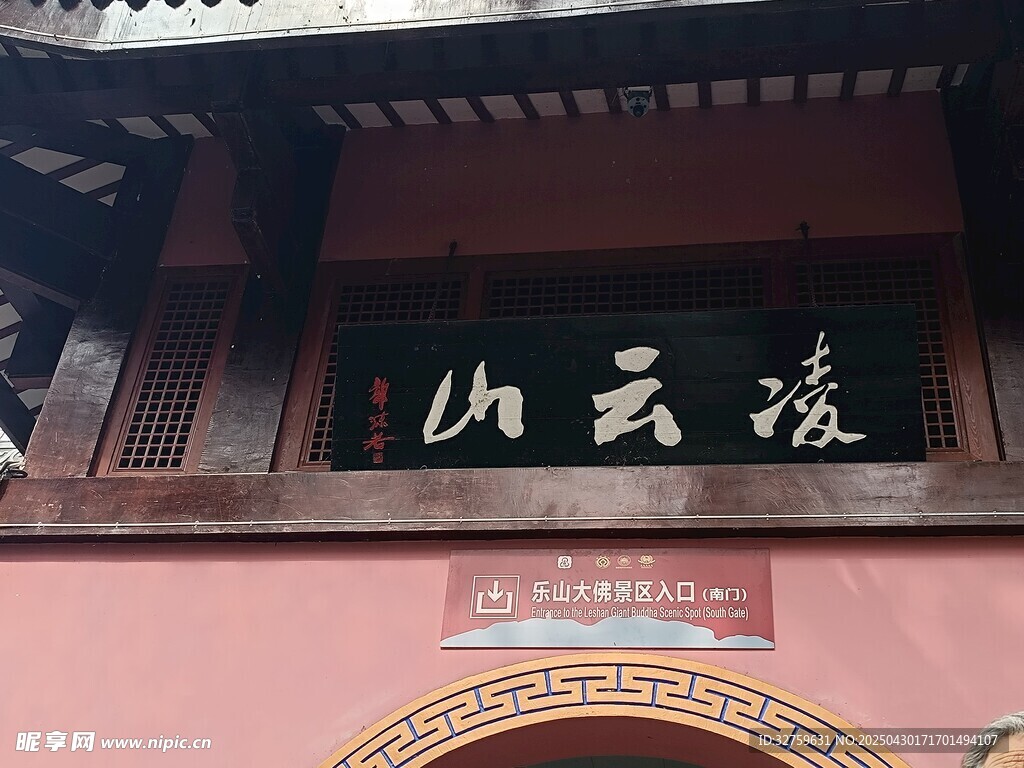 凌云山
乐山大佛景区入口（南门）
Entrance to the Leshan Giant Buddha Scenic Spot (South Gate)
昵享网 www.nipic.cn
ID:32759631 NO:20250430171701494107